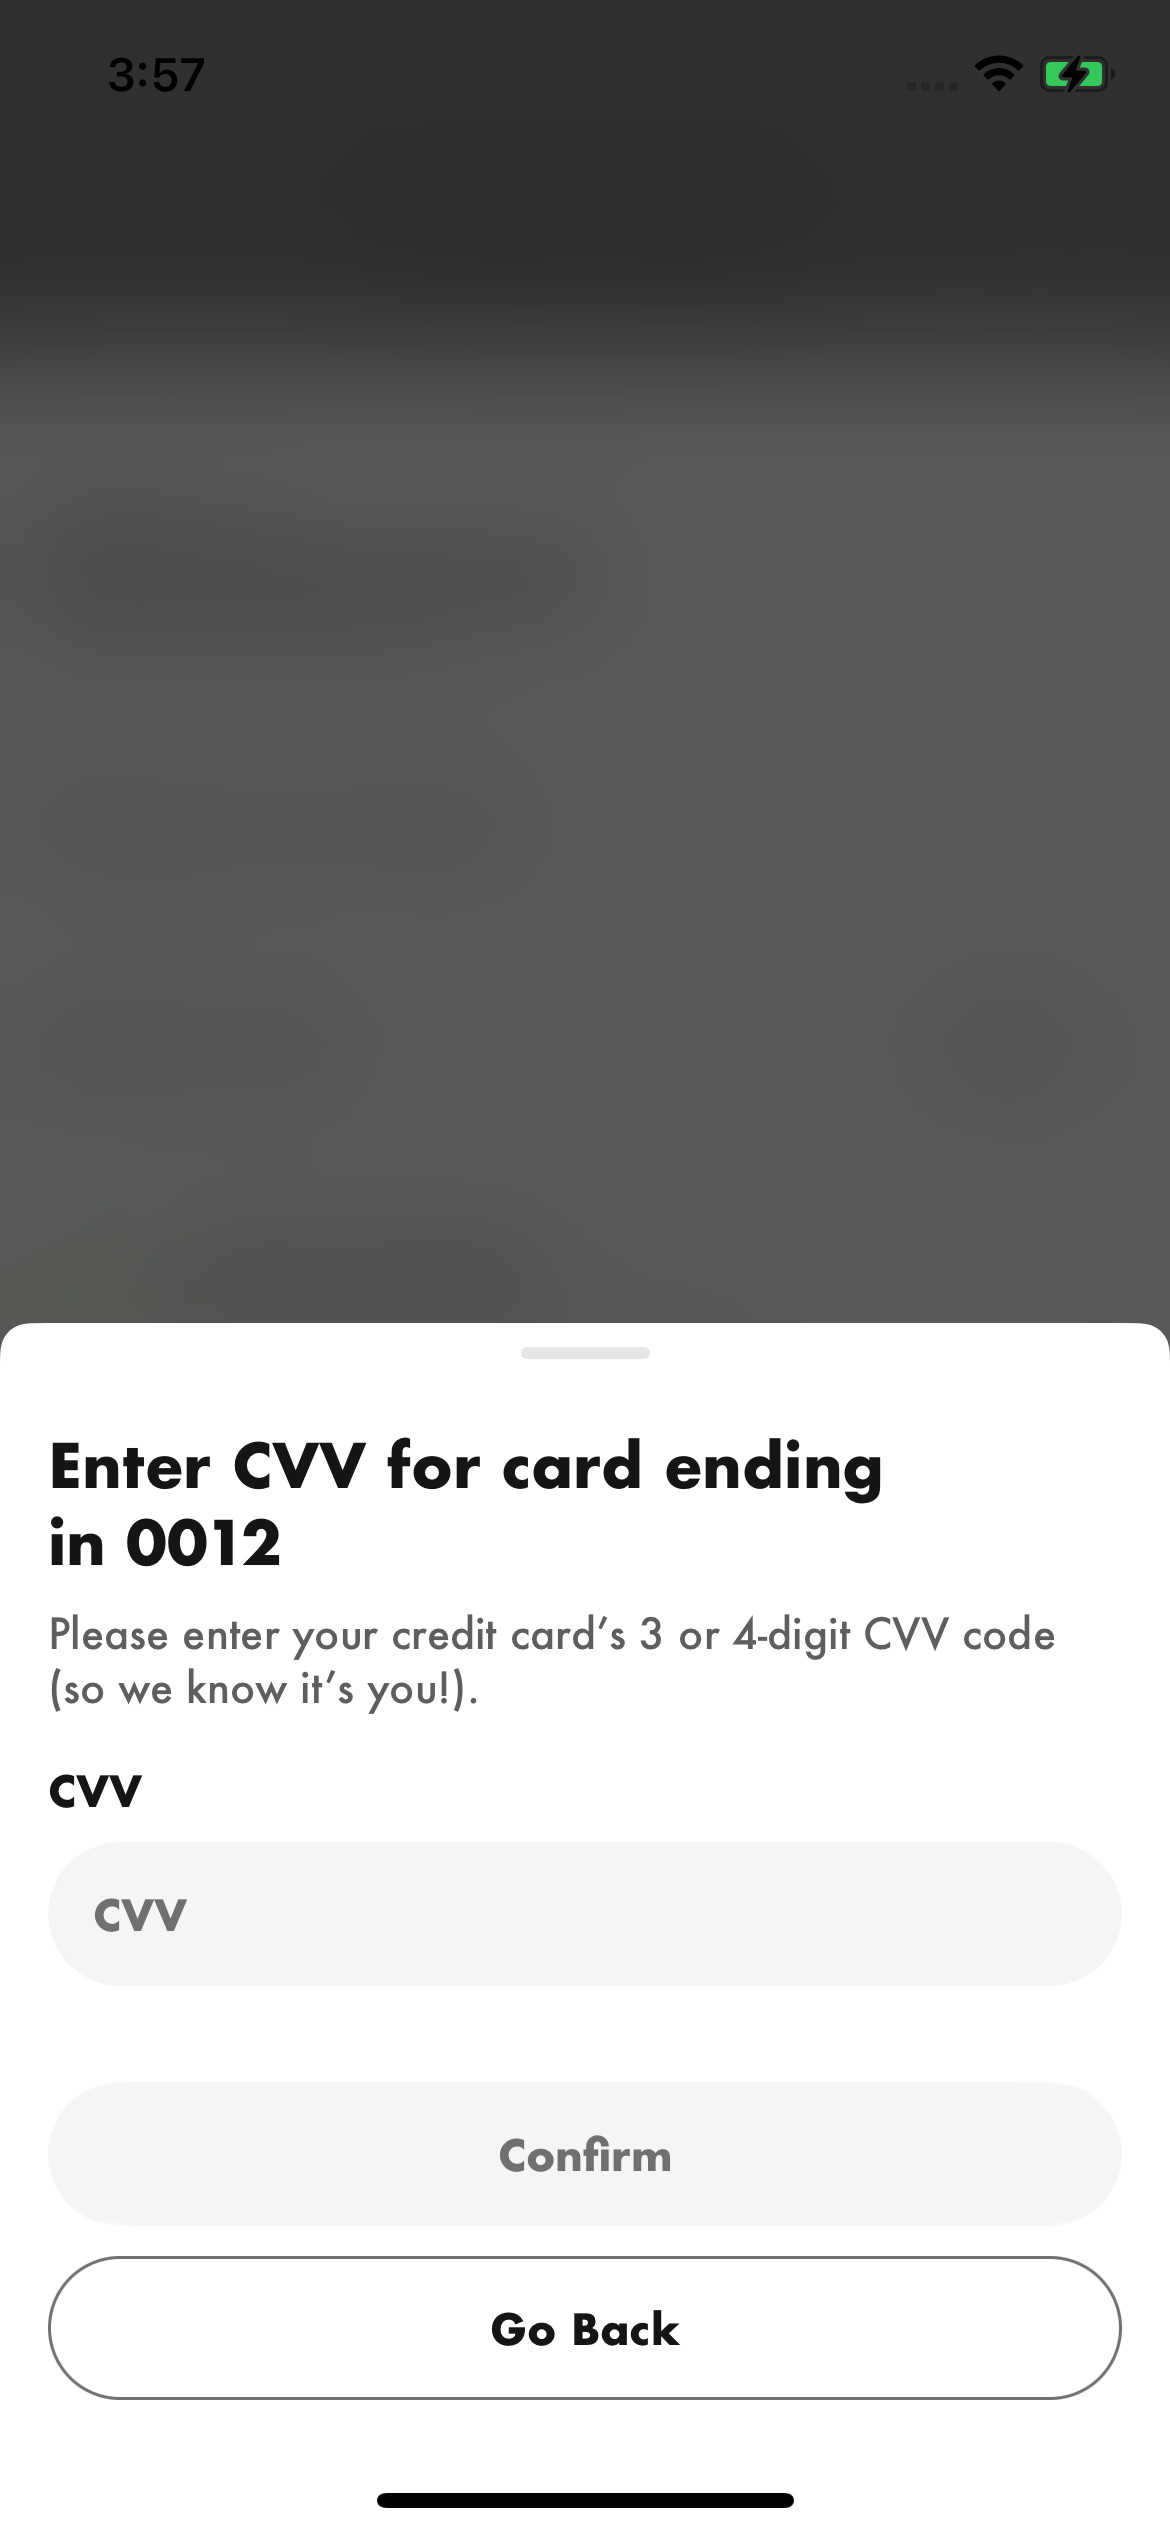 3:57
Enter CVV for card ending
in 0012
Please enter your credit card’s 3 or 4-digit CVV code
(so we know it’s you!).
CVV
CVV
Confirm
Go Back